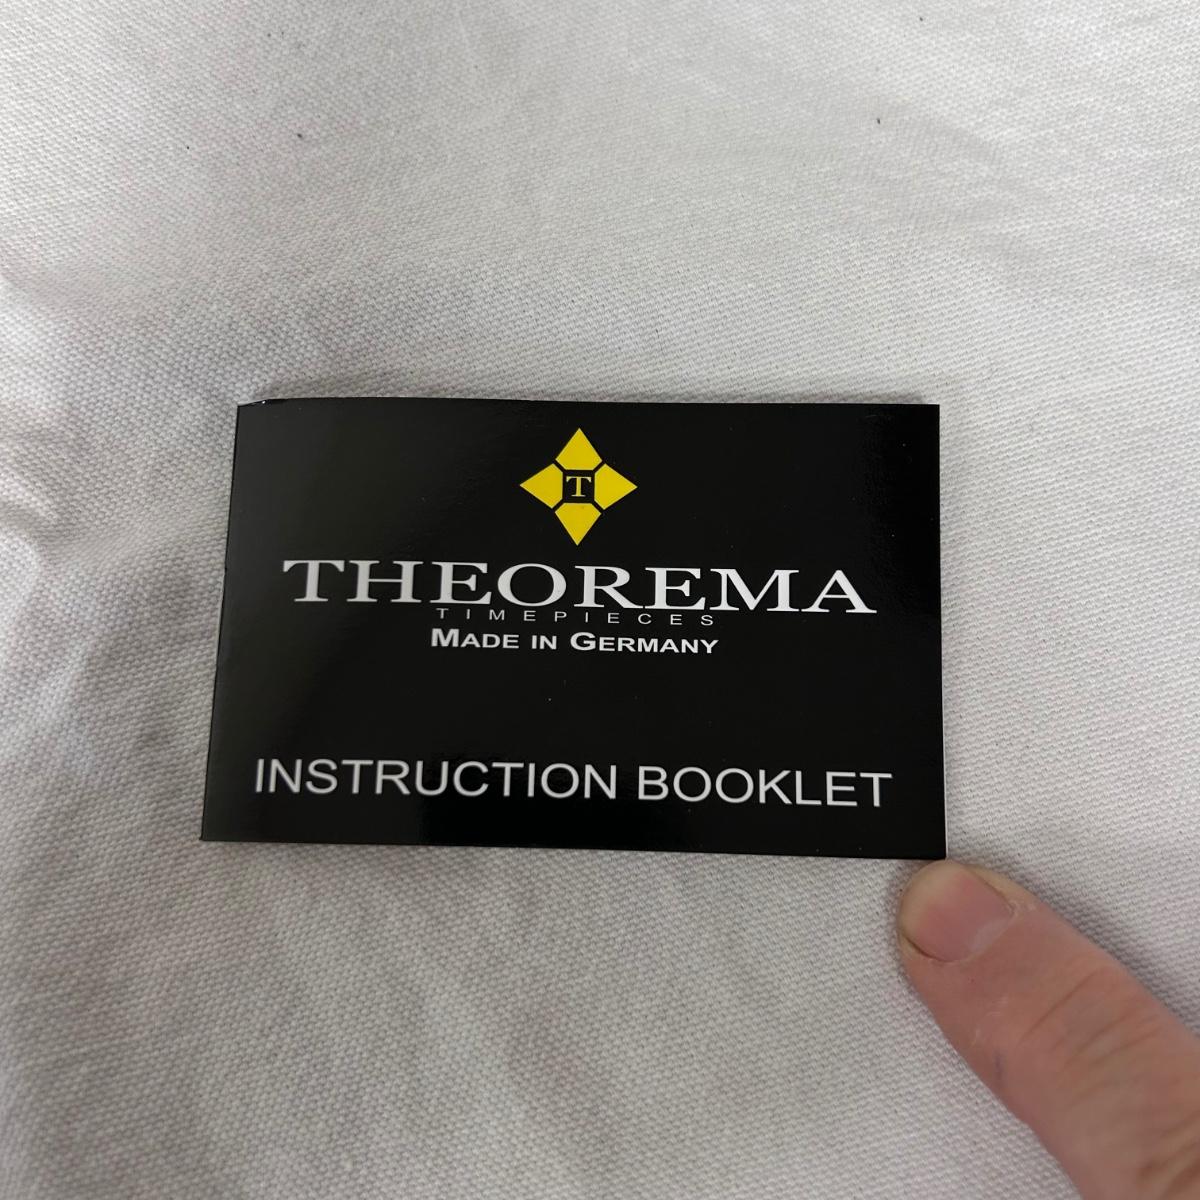 T
THEOREMA
TIMEPIECES
MADE IN GERMANY
INSTRUCTION BOOKLET